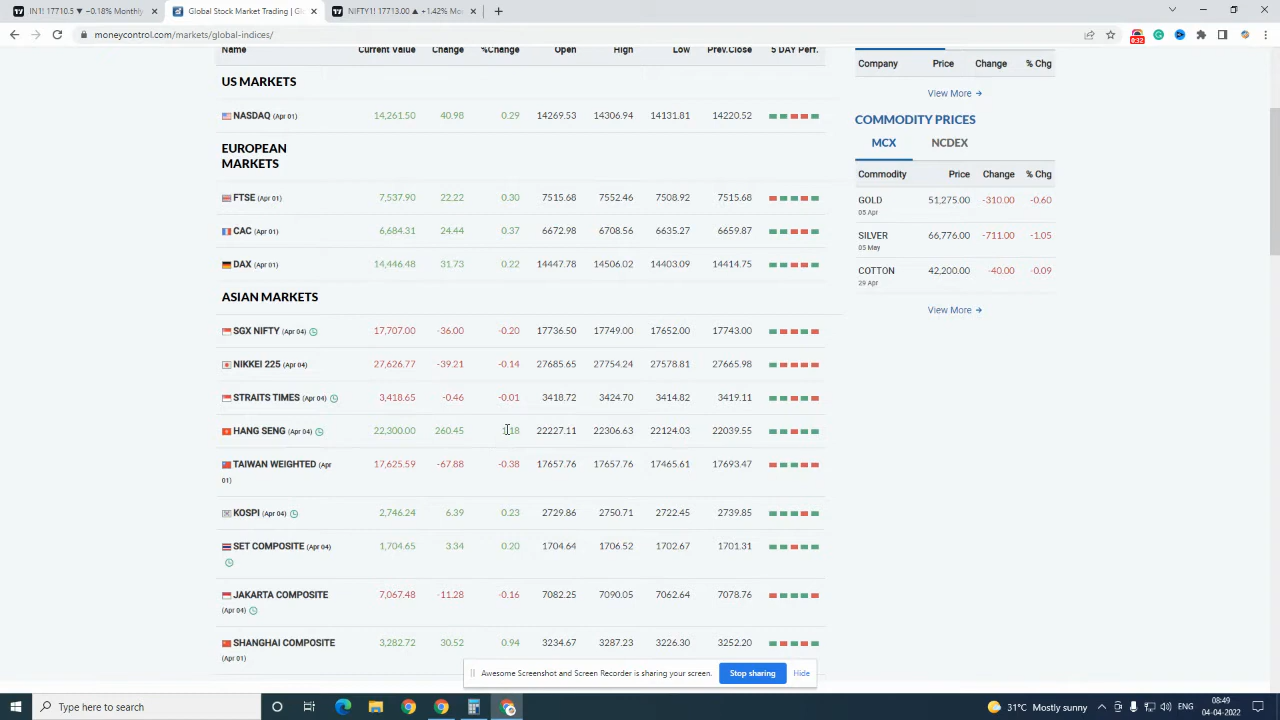 IN1! 17710.5 ▼ −0.18% Monthly
Global Stock Market Trading | Gl
NIFTY1! 17713.00 ▲ +1.42% Mon
moneycontrol.com/markets/global-indices/
0:32
Name Current Value Change %Change Open High Low Prev.Close 5 DAY Perf.
US MARKETS
NASDAQ (Apr 01) 14,261.50 40.98 0.29 14269.53 14306.94 14131.81 14220.52
EUROPEAN
MARKETS
FTSE (Apr 01) 7,537.90 22.22 0.30 7515.68 7552.46 7508.92 7515.68
CAC (Apr 01) 6,684.31 24.44 0.37 6672.98 6708.56 6635.27 6659.87
DAX (Apr 01) 14,446.48 31.73 0.22 14447.78 14506.02 14403.09 14414.75
ASIAN MARKETS
SGX NIFTY (Apr 04) 17,707.00 -36.00 -0.20 17736.50 17749.00 17652.00 17743.00
NIKKEI 225 (Apr 04) 27,626.77 -39.21 -0.14 27685.65 27754.24 27578.81 27665.98
STRAITS TIMES (Apr 04) 3,418.65 -0.46 -0.01 3418.72 3424.70 3414.82 3419.11
HANG SENG (Apr 04) 22,300.00 260.45 18 22227.11 22306.63 22124.03 22039.55
TAIWAN WEIGHTED (Apr 17,625.59 -67.88 -0.38 17657.76 17657.76 17465.61 17693.47
01)
KOSPI (Apr 04) 2,746.24 6.39 0.23 2729.86 2750.71 2722.45 2739.85
SET COMPOSITE (Apr 04) 1,704.65 3.34 0.20 1704.64 1706.52 1702.67 1701.31
JAKARTA COMPOSITE 7,067.48 -11.28 -0.16 7082.25 7090.05 7062.64 7078.76
(Apr 04)
SHANGHAI COMPOSITE 3,282.72 30.52 0.94 3234.67 3287.23 3226.30 3252.20
(Apr 01)
Company Price Change % Chg
View More →
COMMODITY PRICES
MCX NCDEX
Commodity Price Change % Chg
GOLD 51,275.00 -310.00 -0.60
05 Apr
SILVER 66,776.00 -711.00 -1.05
05 May
COTTON 42,200.00 -40.00 -0.09
29 Apr
View More →
Awesome Screenshot and Screen Recorder is sharing your screen. Stop sharing Hide
Type here to search
31°C Mostly sunny
ENG
08:49
04-04-2022